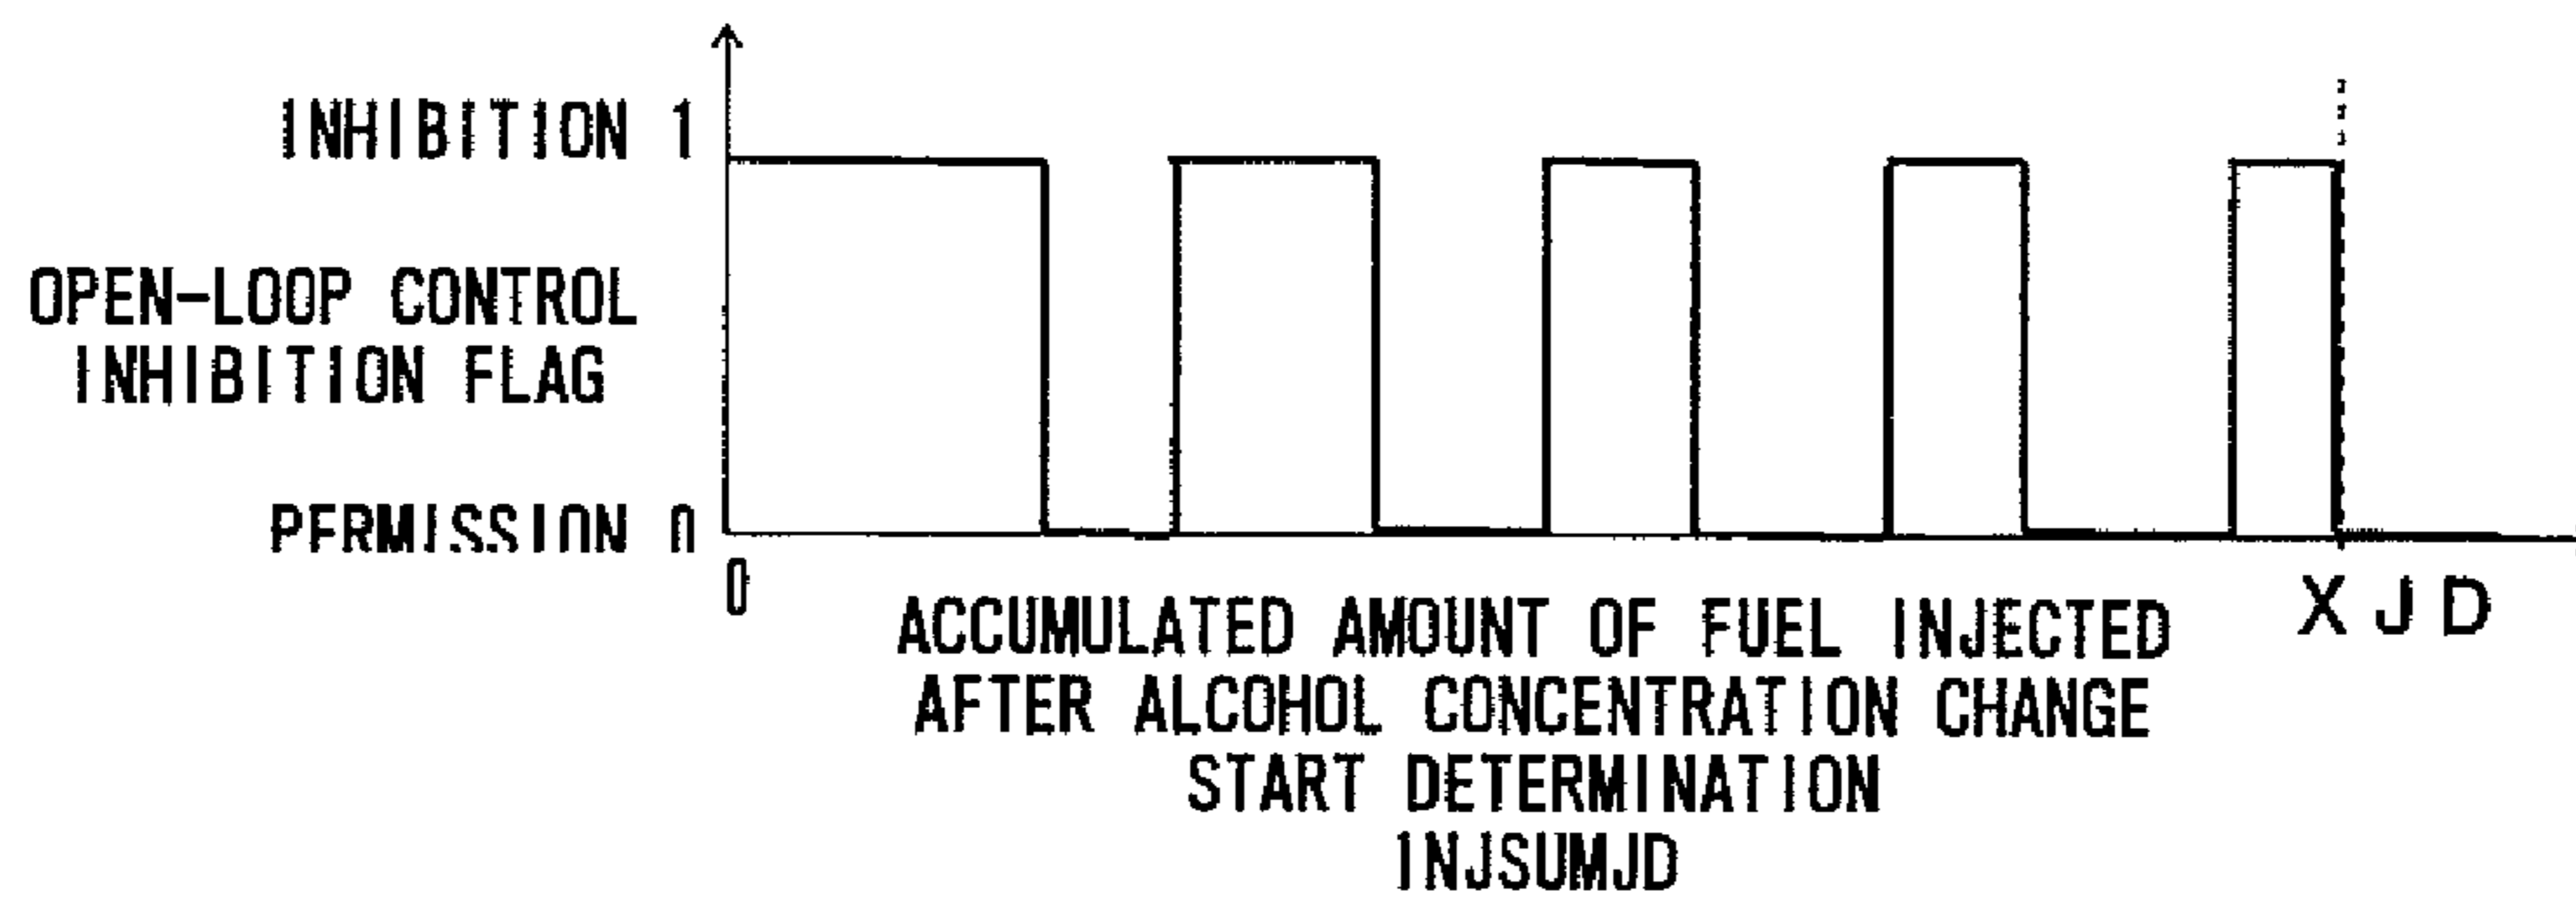 INHIBITION 1
OPEN-LOOP CONTROL
INHIBITION FLAG
PERMISSION 0
0
XJD
ACCUMULATED AMOUNT OF FUEL INJECTED
AFTER ALCOHOL CONCENTRATION CHANGE
START DETERMINATION
INJSUMJD